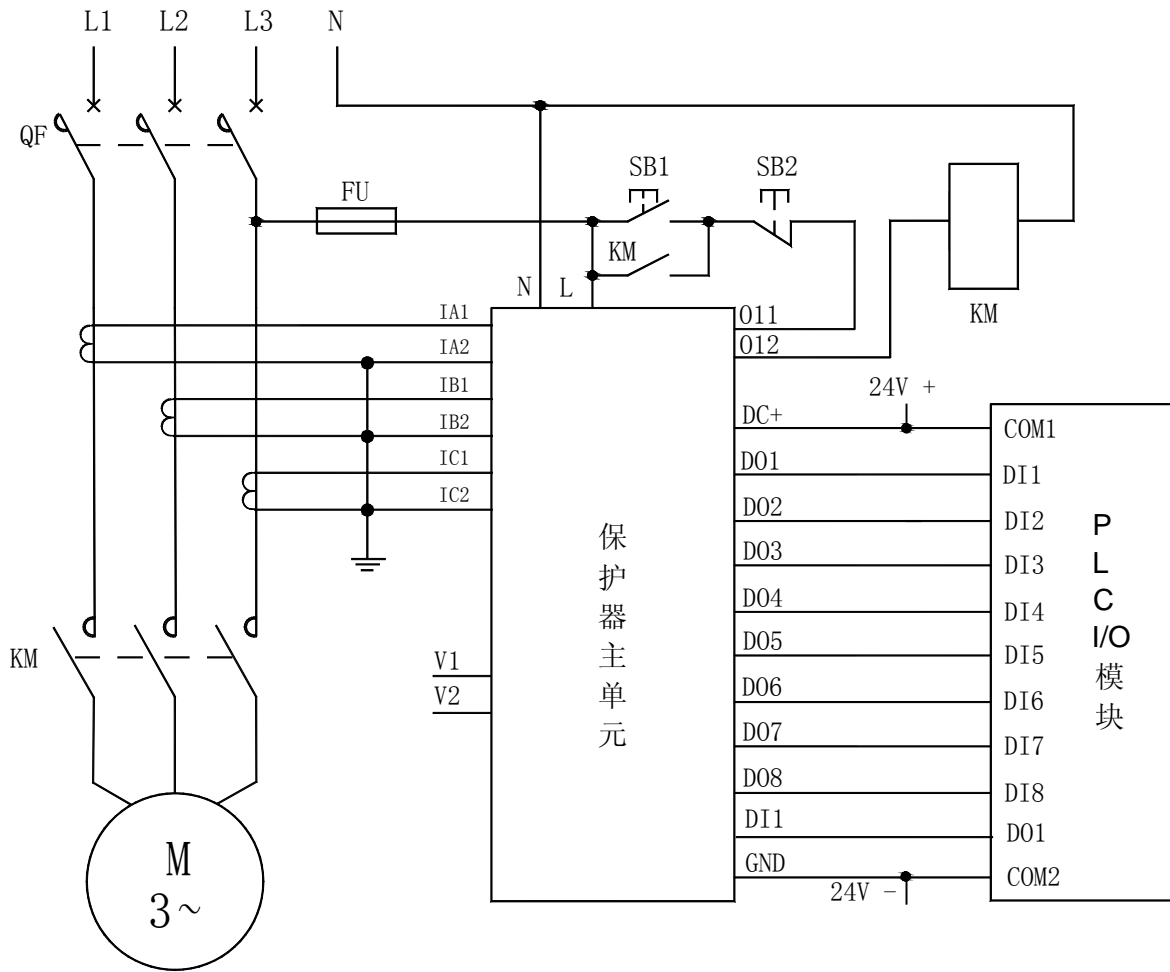 L1 L2 L3 N
QF
FU
SB1 SB2
KM
N L
KM
IA1
IA2
IB1
IB2
IC1
IC2
O11
O12
24V +
DC+
DO1
DO2
DO3
DO4
DO5
DO6
DO7
DO8
DI1
GND
24V -
COM1
DI1
DI2
DI3
DI4
DI5
DI6
DI7
DI8
DO1
COM2
保护器主单元
PLC
I/O
模块
KM
V1
V2
M
3~